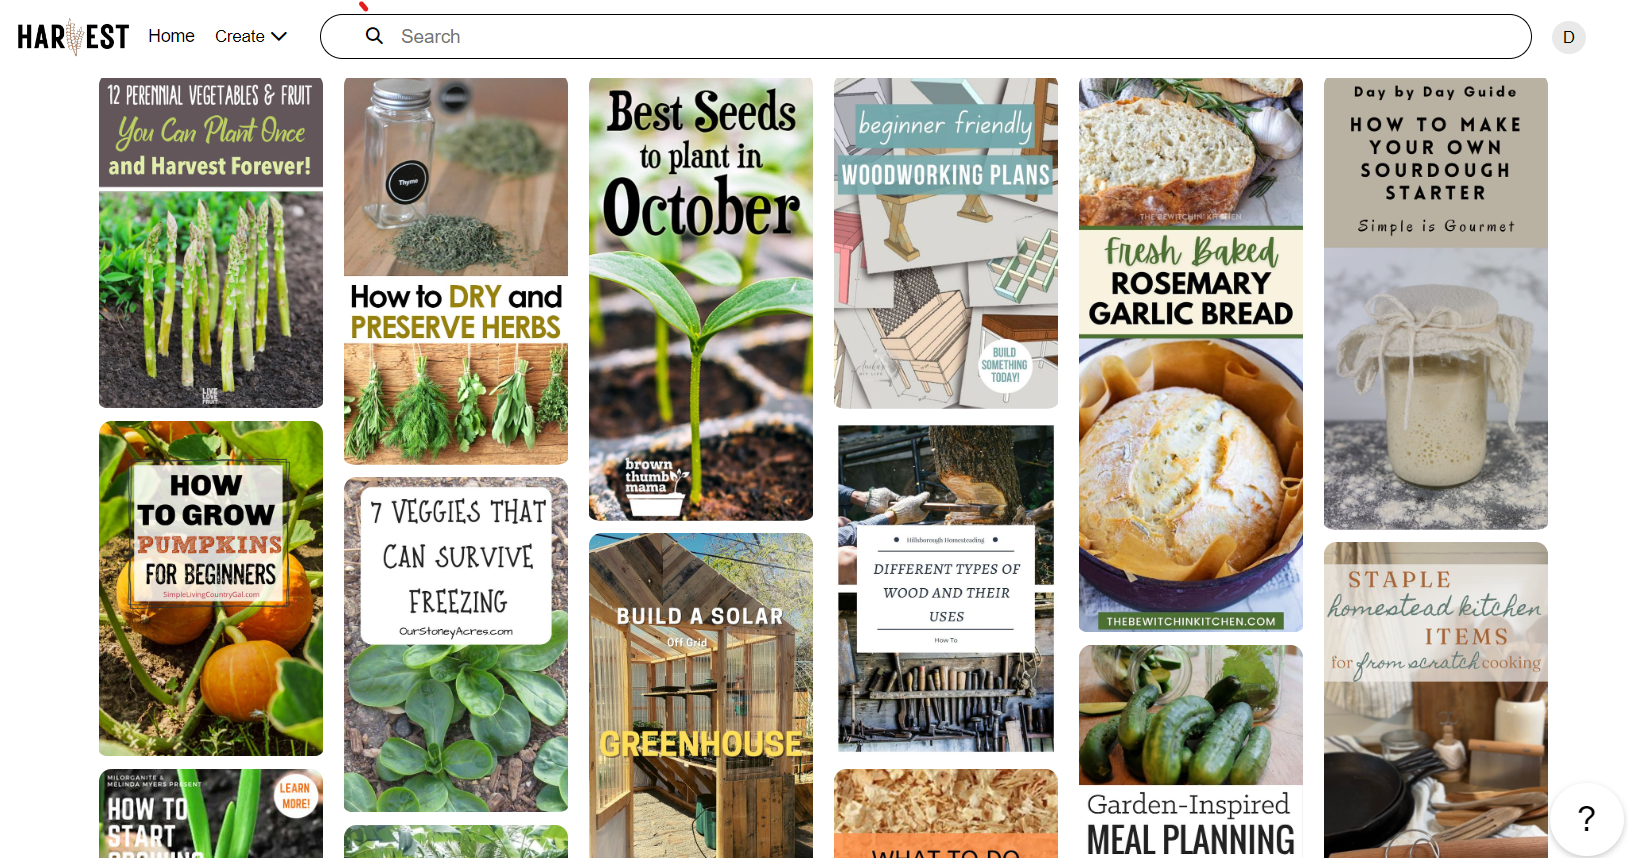 HARVEST
Home
Create
Search
D
12 PERENNIAL VEGETABLES & FRUIT
You Can Plant Once
and Harvest Forever!
LIVE
LOVE
FRUIT
HOW
TO GROW
PUMPKINS
FOR BEGINNERS
SimpleLivingCountryGal.com
MILORGANITE &
MELINDA MYERS PRESENT
HOW TO
START
GROWING
LEARN
MORE!
Thyme
How to DRY and
PRESERVE HERBS
7 VEGGIES THAT
CAN SURVIVE
FREEZING
OurStoneyAcres.com
Best Seeds
to plant in
October
brown
thumb
mama
BUILD A SOLAR
Off Grid
GREENHOUSE
beginner friendly
WOODWORKING PLANS
BUILD
SOMETHING
TODAY!
Hillsborough Homesteading
DIFFERENT TYPES OF
WOOD AND THEIR
USES
How To
WHAT TO DO
THE BEWITCHIN' KITCHEN
Fresh Baked
ROSEMARY
GARLIC BREAD
THEBEWITCHINKITCHEN.COM
Garden-Inspired
MEAL PLANNING
Day by Day Guide
HOW TO MAKE
YOUR OWN
SOURDOUGH
STARTER
Simple is Gourmet
STAPLE
homestead kitchen
ITEMS
for from scratch cooking
?